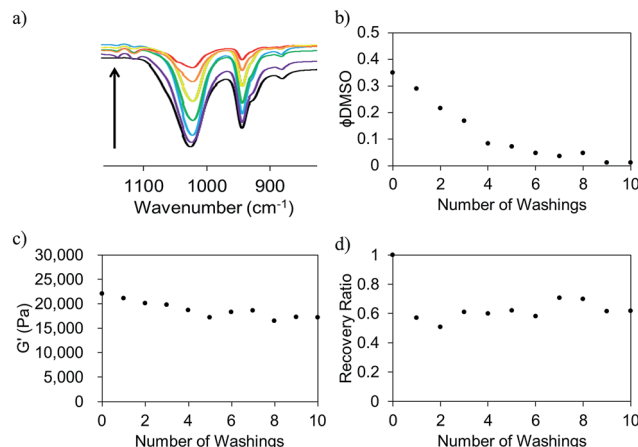 a)
1100 1000 900
Wavenumber (cm⁻¹)
b)
0.5
0.4
0.3
0.2
0.1
0
ϕDMSO
0 2 4 6 8 10
Number of Washings
c)
30,000
25,000
20,000
15,000
10,000
5,000
0
G' (Pa)
0 2 4 6 8 10
Number of Washings
d)
1
0.8
0.6
0.4
0.2
0
Recovery Ratio
0 2 4 6 8 10
Number of Washings